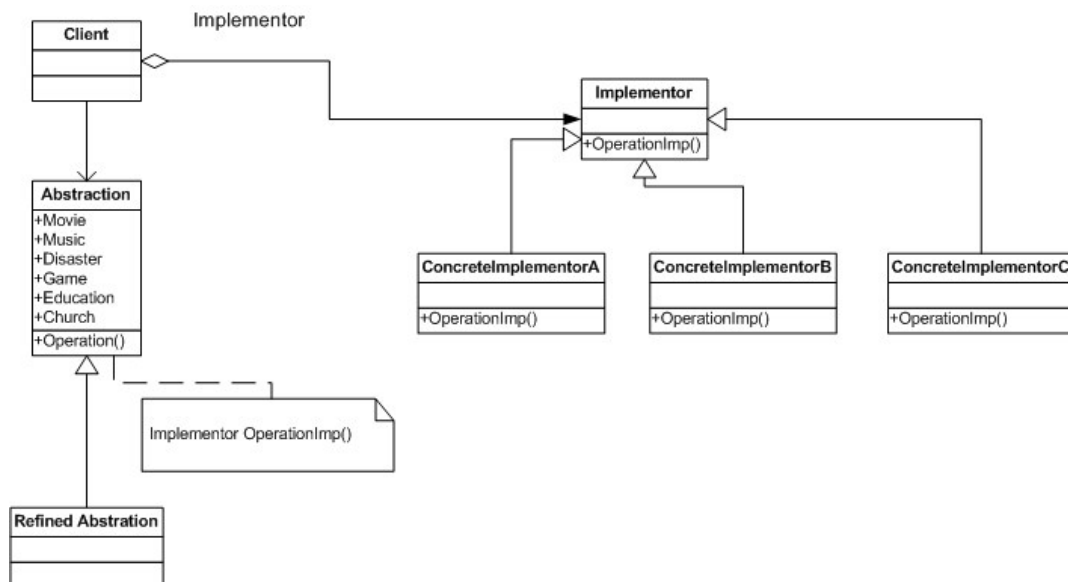 Implementor
Client
Implementor
+OperationImp()
Abstraction
+Movie
+Music
+Disaster
+Game
+Education
+Church
+Operation()
ConcreteImplementorA
+OperationImp()
ConcreteImplementorB
+OperationImp()
ConcreteImplementorC
+OperationImp()
Implementor OperationImp()
Refined Abstration